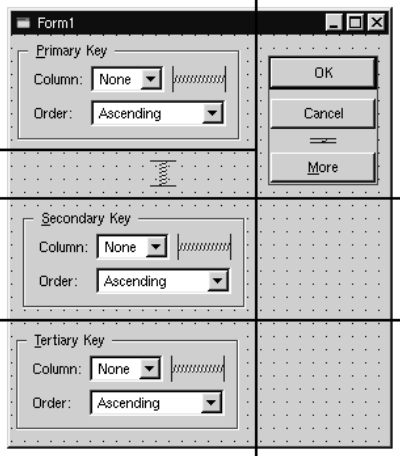 Form1
Primary Key
Column: None
Order: Ascending
OK
Cancel
More
Secondary Key
Column: None
Order: Ascending
Tertiary Key
Column: None
Order: Ascending